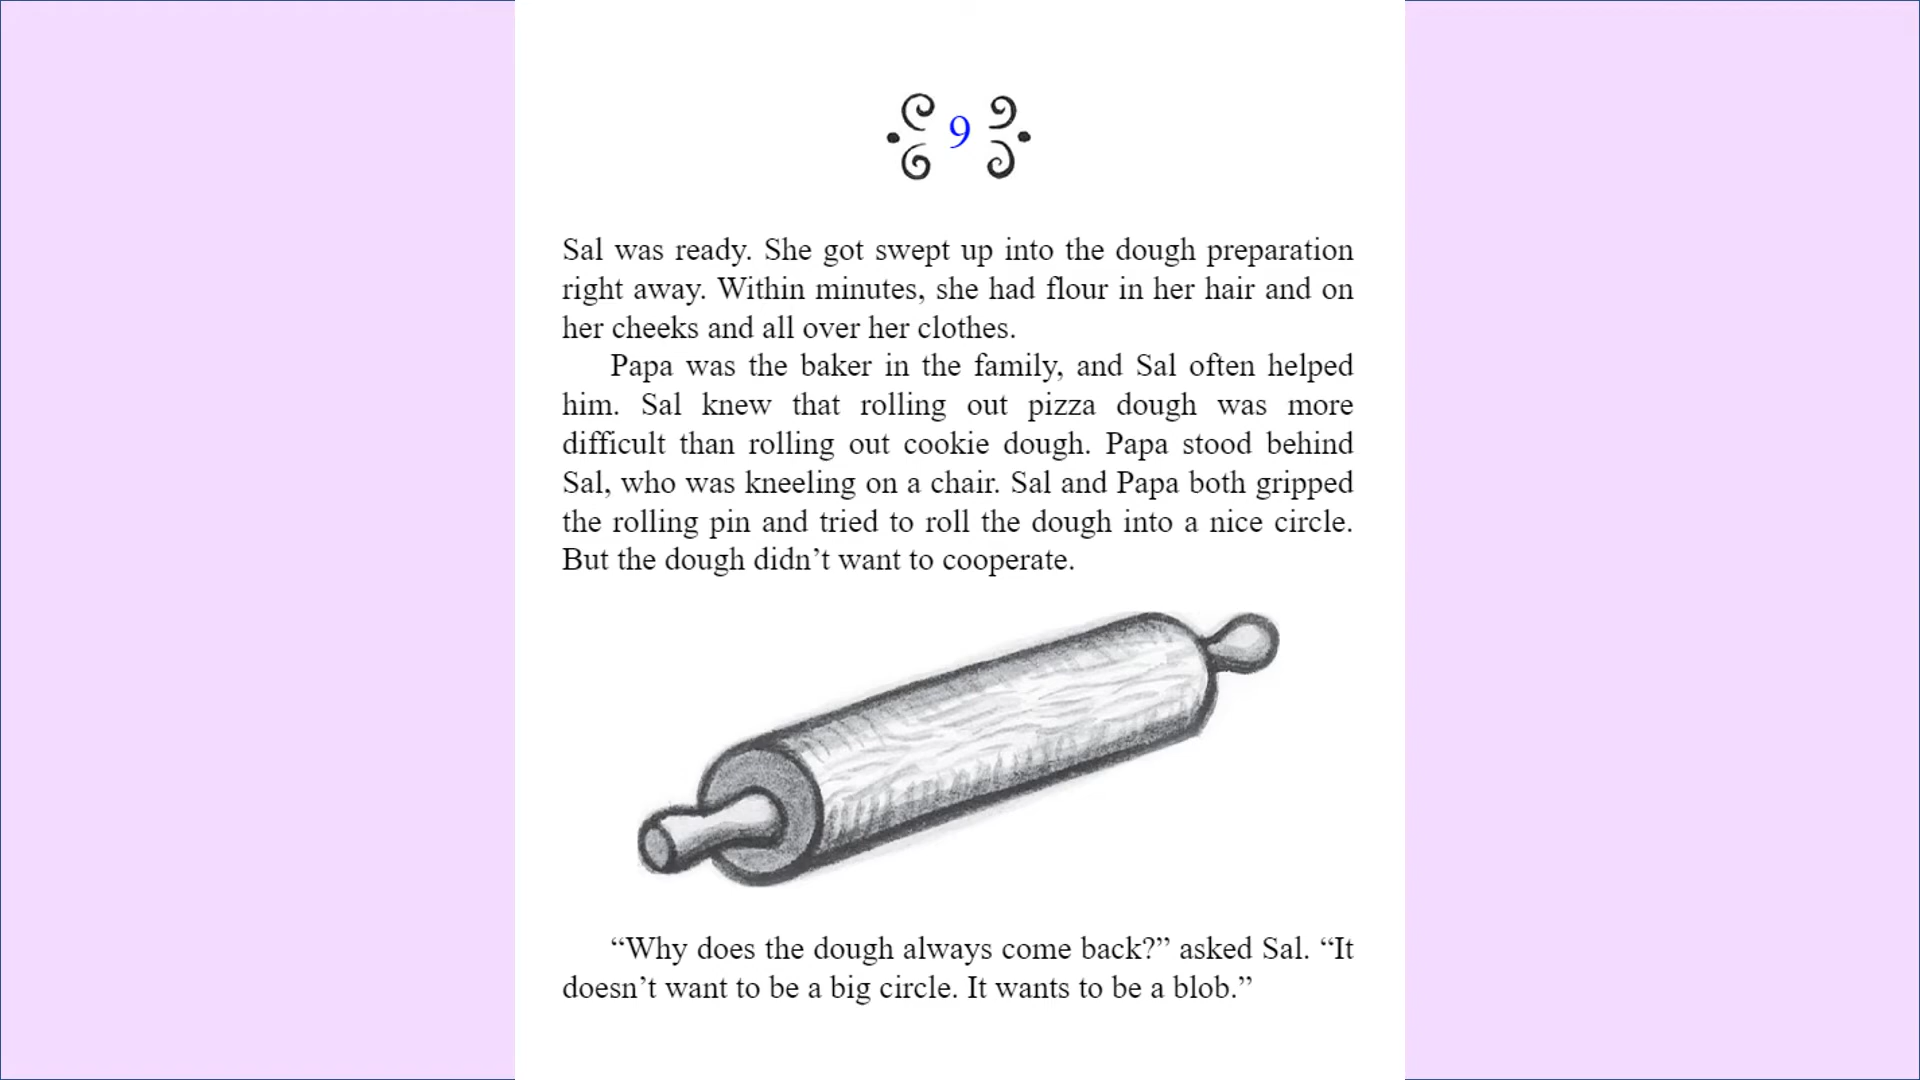 9
Sal was ready. She got swept up into the dough preparation
right away. Within minutes, she had flour in her hair and on
her cheeks and all over her clothes.
Papa was the baker in the family, and Sal often helped
him. Sal knew that rolling out pizza dough was more
difficult than rolling out cookie dough. Papa stood behind
Sal, who was kneeling on a chair. Sal and Papa both gripped
the rolling pin and tried to roll the dough into a nice circle.
But the dough didn’t want to cooperate.
“Why does the dough always come back?” asked Sal. “It
doesn’t want to be a big circle. It wants to be a blob.”